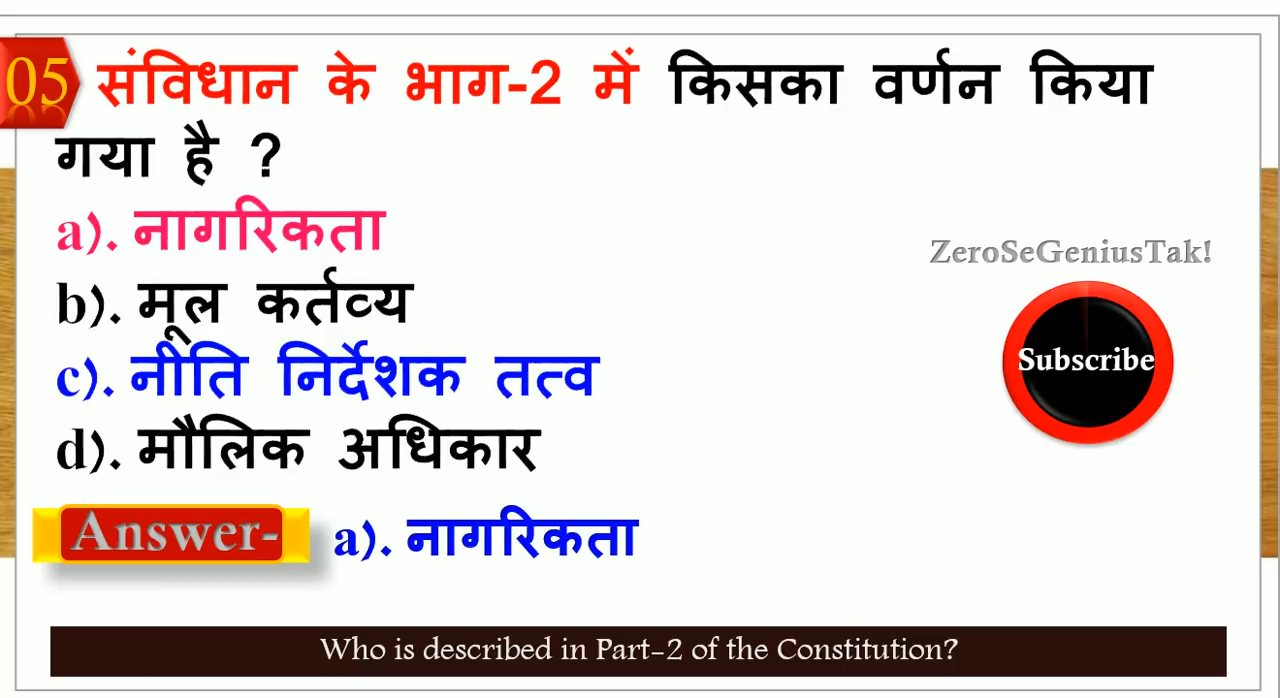 05 संविधान के भाग-2 में किसका वर्णन किया
गया है ?
a). नागरिकता
b). मूल कर्तव्य
c). नीति निर्देशक तत्व
d). मौलिक अधिकार
ZeroSeGeniusTak!
Subscribe
Answer- a). नागरिकता
Who is described in Part-2 of the Constitution?